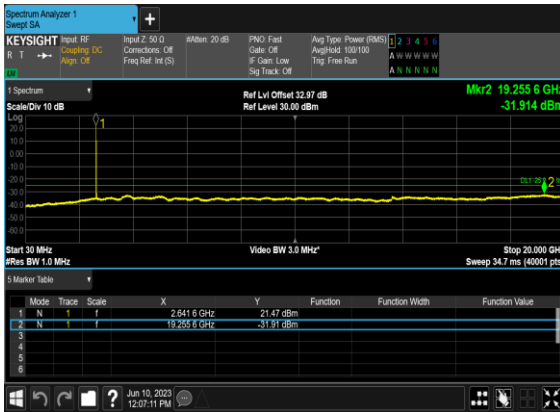 Spectrum Analyzer 1
Swept SA
+
KEYSIGHT
R T
LXI
Input: RF
Coupling: DC
Align: Off
Input Z: 50 Ω
Corrections: Off
Freq Ref: Int (S)
#Atten: 20 dB
PNO: Fast
Gate: Off
IF Gain: Low
Sig Track: Off
Avg Type: Power (RMS)
Avg|Hold: 100/100
Trig: Free Run
1 2 3 4 5 6
A W W W W W
A N N N N N
1 Spectrum
Scale/Div 10 dB
Ref Lvl Offset 32.97 dB
Ref Level 30.00 dBm
Mkr2 19.255 6 GHz
-31.914 dBm
Log
20.0
10.0
0.00
-10.0
-20.0
-30.0
-40.0
-50.0
-60.0
1
2
Start 30 MHz
#Res BW 1.0 MHz
Video BW 3.0 MHz*
Stop 20.000 GH
Sweep 34.7 ms (40001 pts
5 Marker Table
Mode Trace Scale X Y Function Function Width Function Value
1 N 1 f 2.641 6 GHz 21.47 dBm
2 N 1 f 19.255 6 GHz -31.91 dBm
3
4
5
6
?
Jun 10, 2023
12:07:11 PM